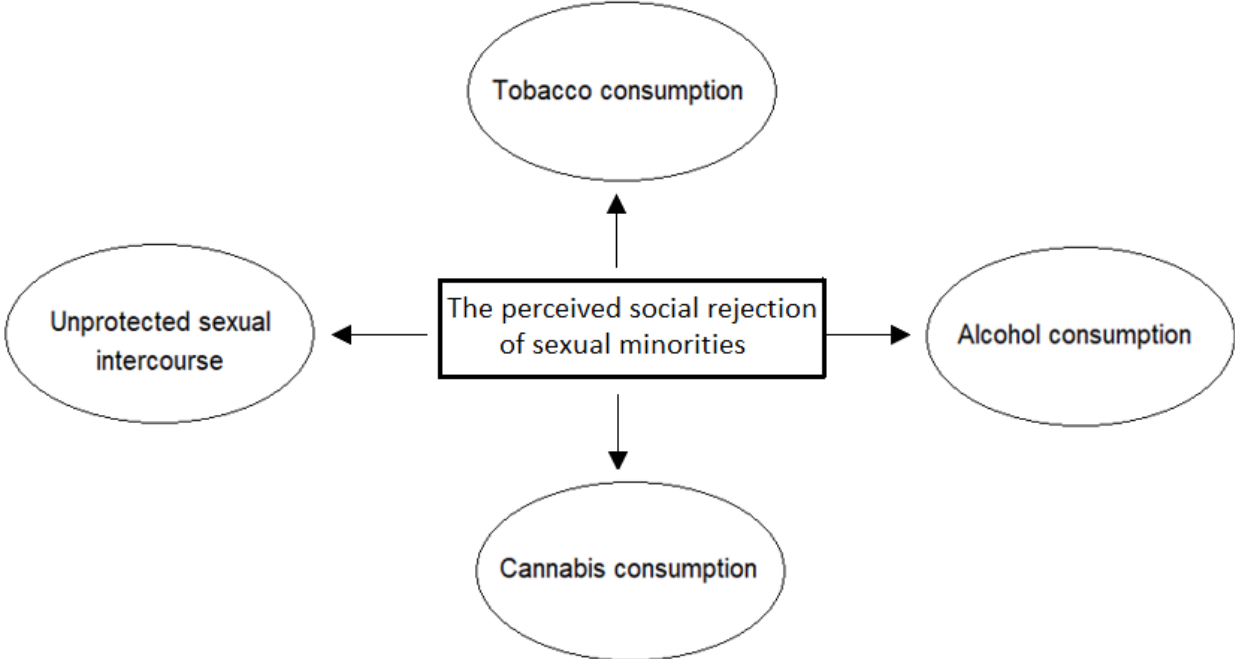 Tobacco consumption
The perceived social rejection
of sexual minorities
Unprotected sexual
intercourse
Alcohol consumption
Cannabis consumption